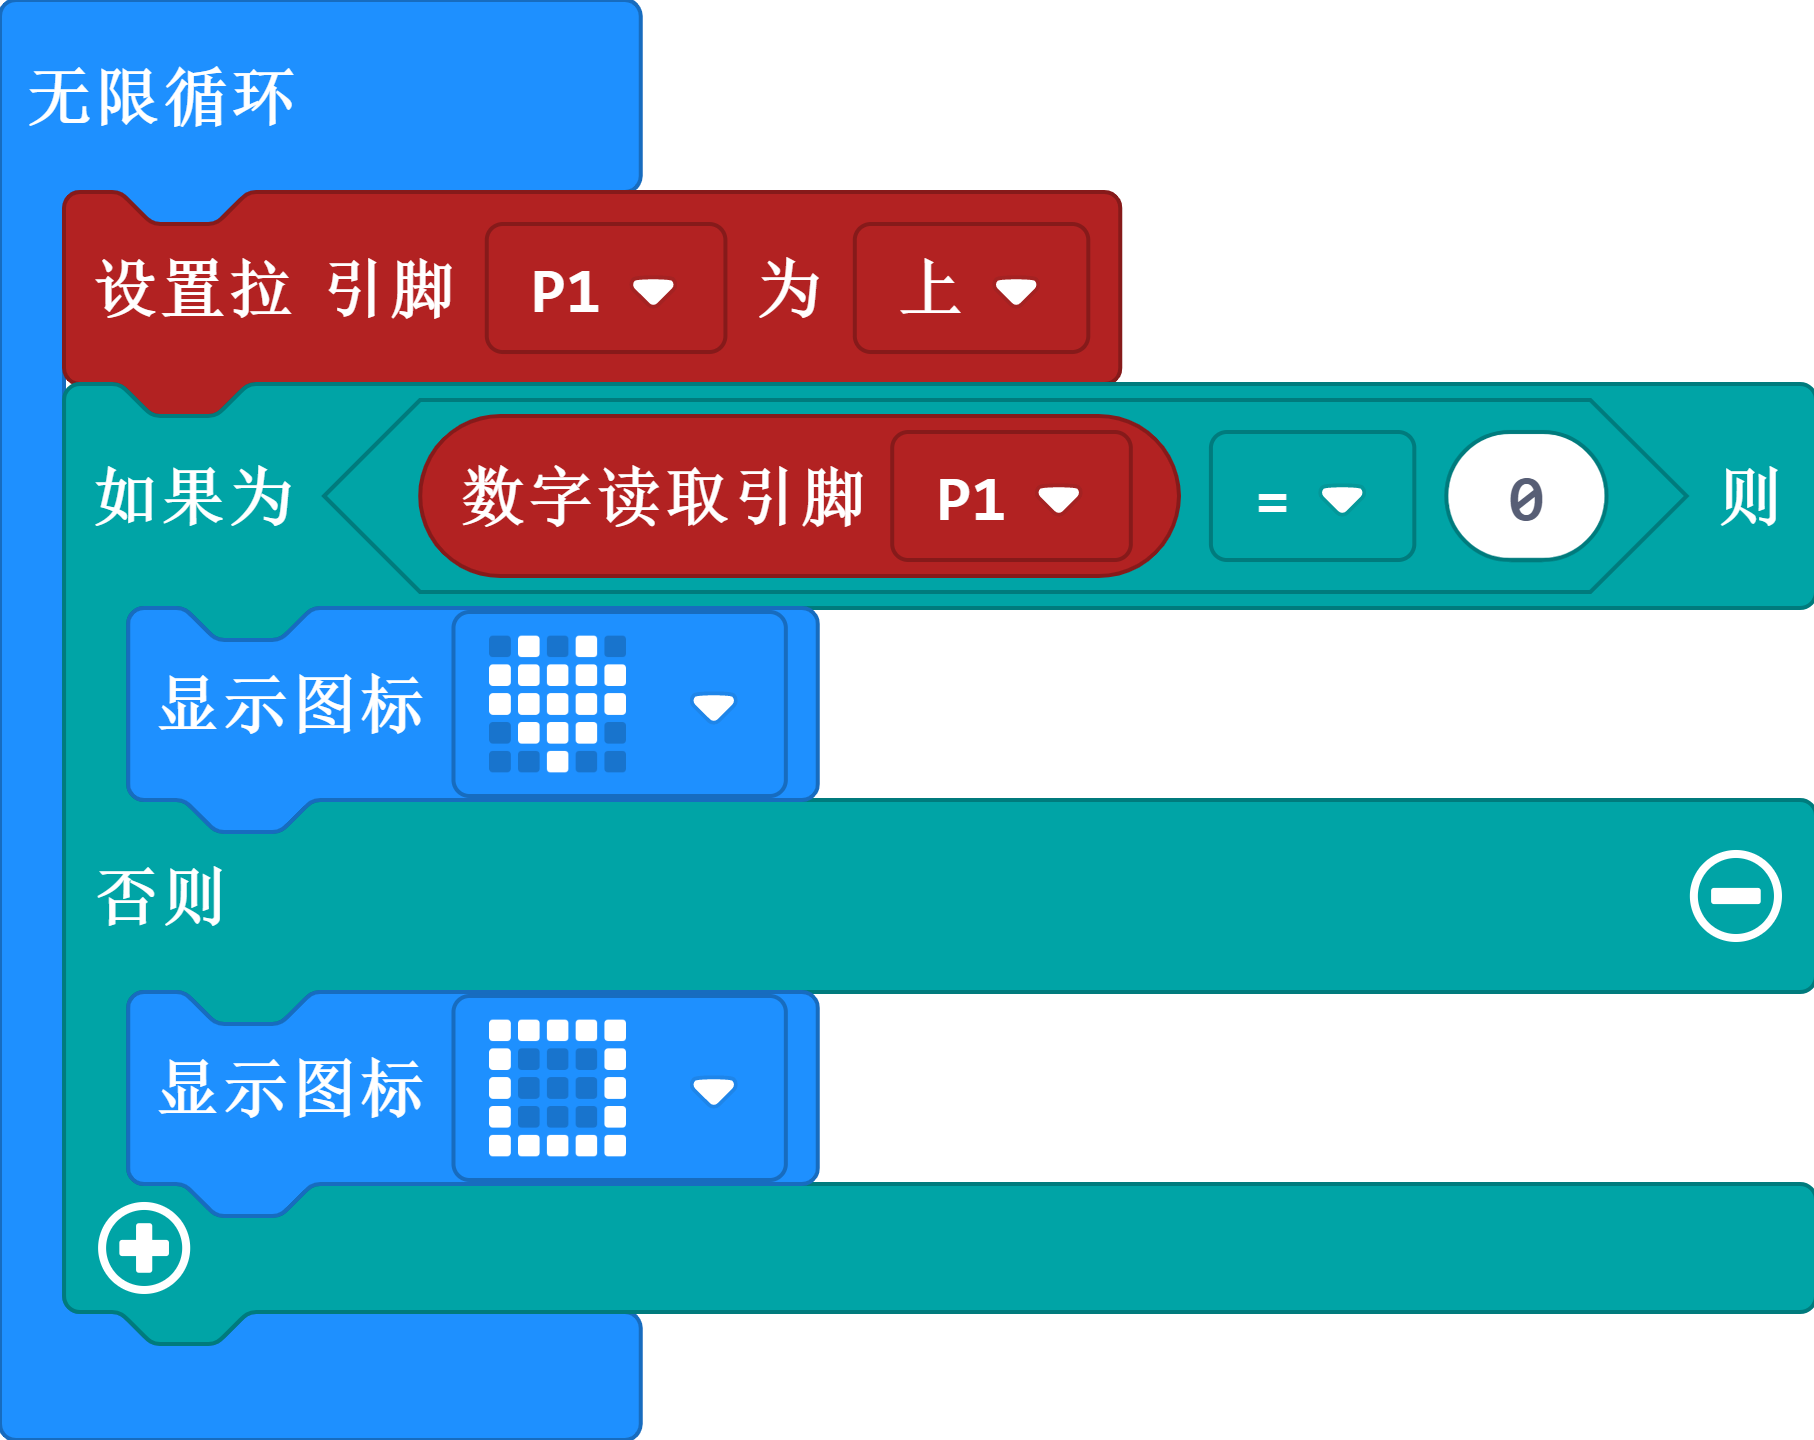 无限循环
设置拉 引脚 P1 为 上
如果为 数字读取引脚 P1 = 0 则
显示图标
否则
显示图标